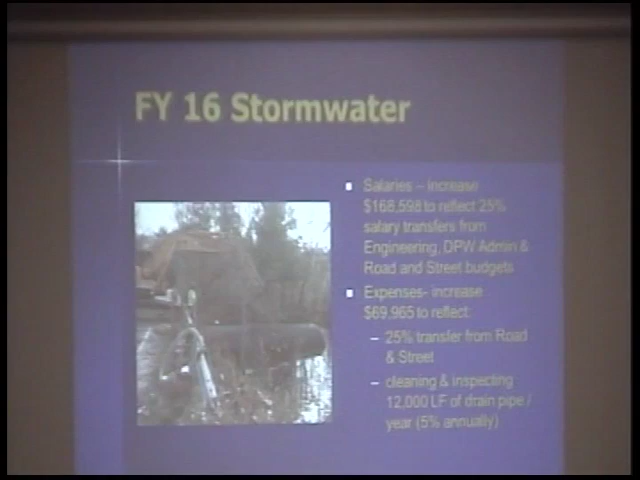 FY 16 Stormwater
Salaries – Increase
$168,598 to reflect 25%
salary transfers from
Engineering, DPW Admin &
Road and Street budgets
Expenses- increase
$69,965 to reflect:
– 25% transfer from Road
& Street
– cleaning & inspecting
12,000 LF of drain pipe /
year (5% annually)